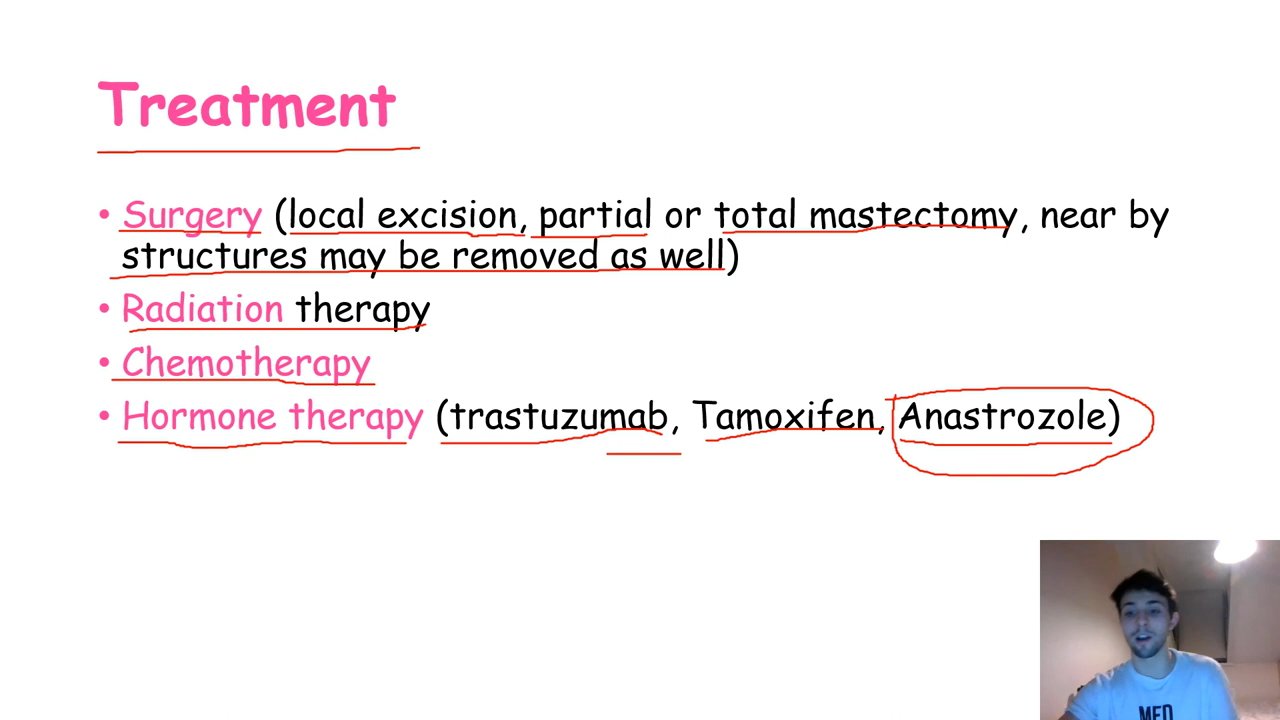 Treatment
• Surgery (local excision, partial or total mastectomy, near by
structures may be removed as well)
• Radiation therapy
• Chemotherapy
• Hormone therapy (trastuzumab, Tamoxifen, Anastrozole)
MED